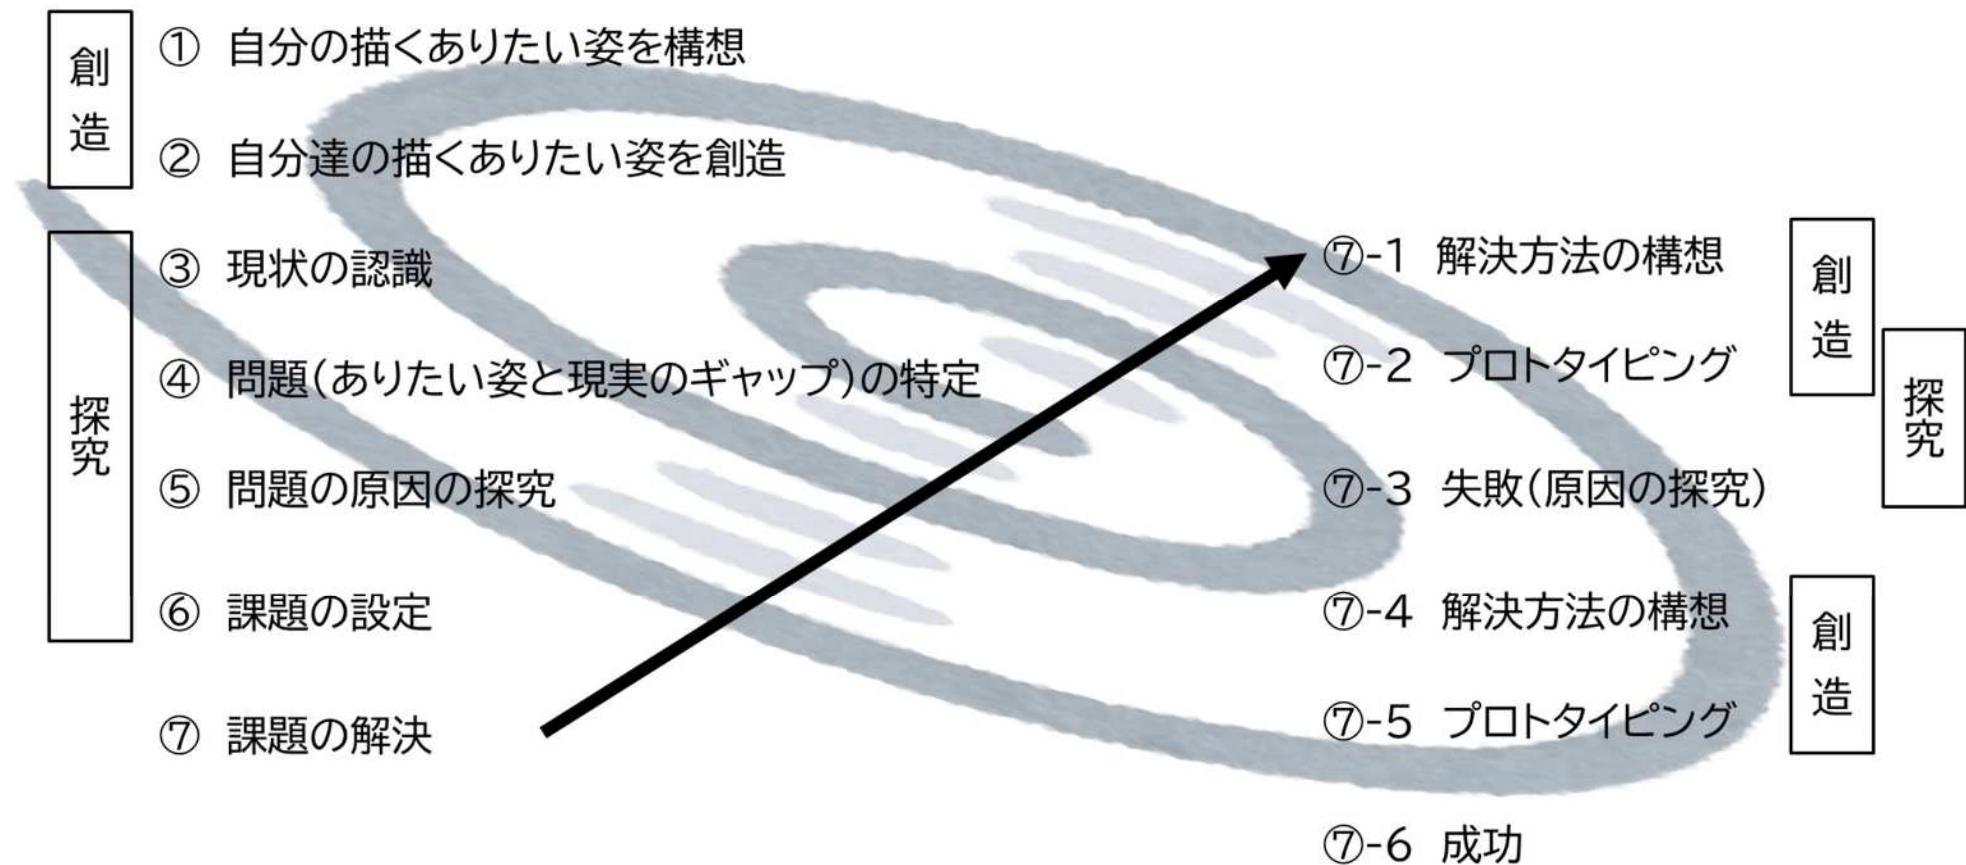 創造
① 自分の描くありたい姿を構想
② 自分達の描くありたい姿を創造
探究
③ 現状の認識
④ 問題(ありたい姿と現実のギャップ)の特定
⑤ 問題の原因の探究
⑥ 課題の設定
⑦ 課題の解決
創造
⑦-1 解決方法の構想
⑦-2 プロトタイピング
探究
⑦-3 失敗(原因の探究)
創造
⑦-4 解決方法の構想
⑦-5 プロトタイピング
⑦-6 成功